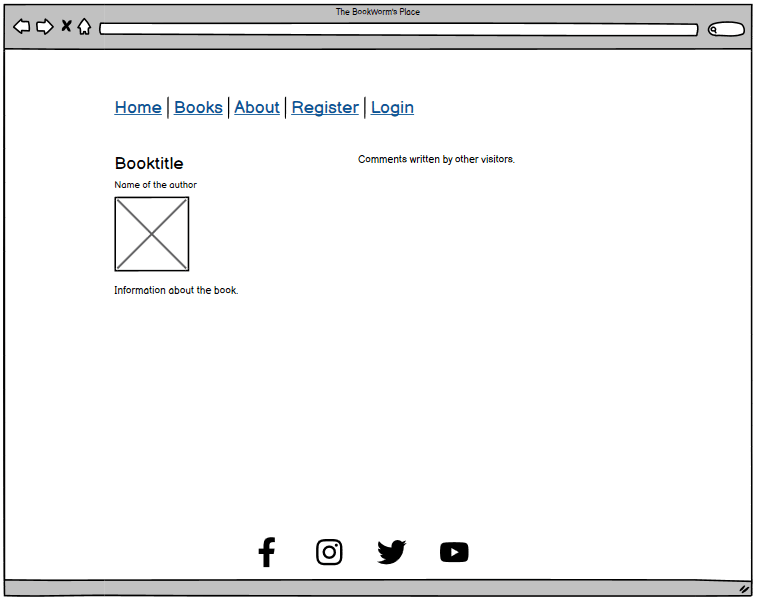 The BookWorm's Place
Home | Books | About | Register | Login
Booktitle
Name of the author
Information about the book.
Comments written by other visitors.